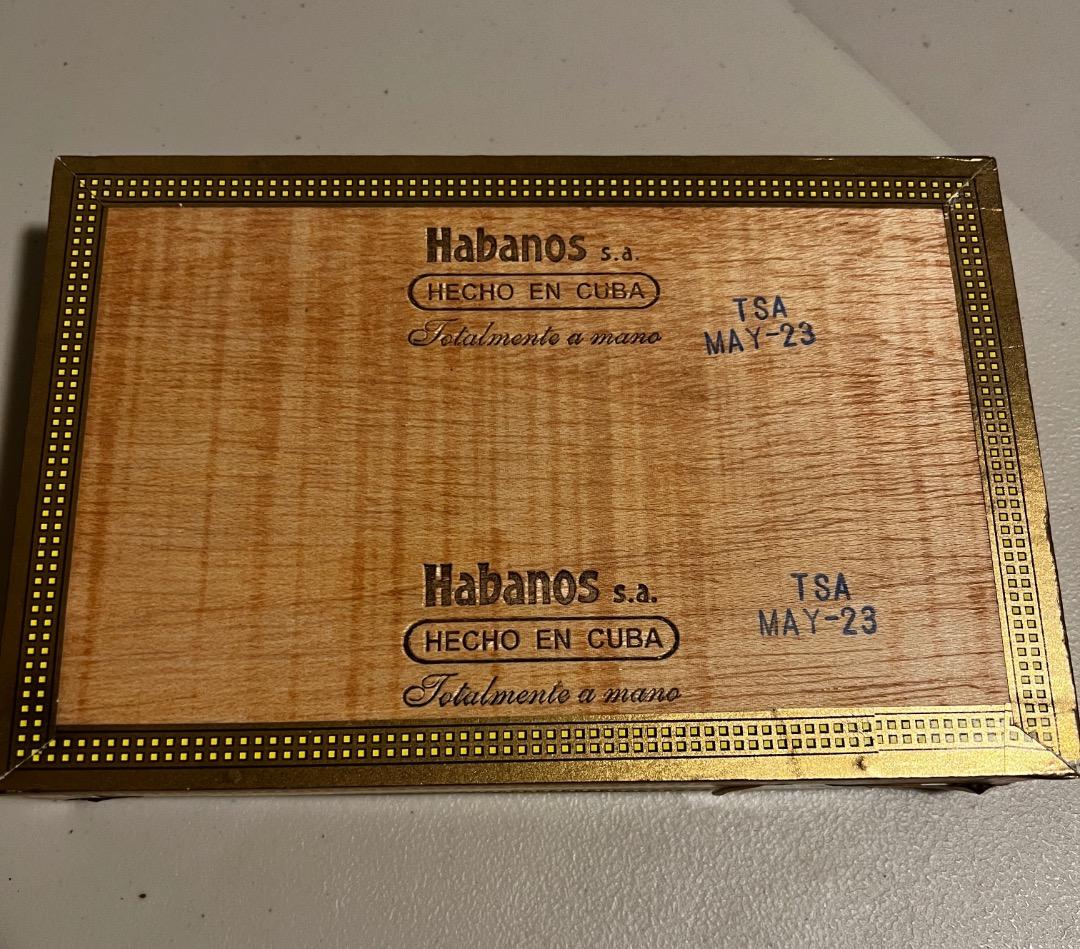 Habanos s.a.
HECHO EN CUBA
Totalmente a mano
TSA
MAY-23
Habanos s.a.
HECHO EN CUBA
Totalmente a mano
TSA
MAY-23